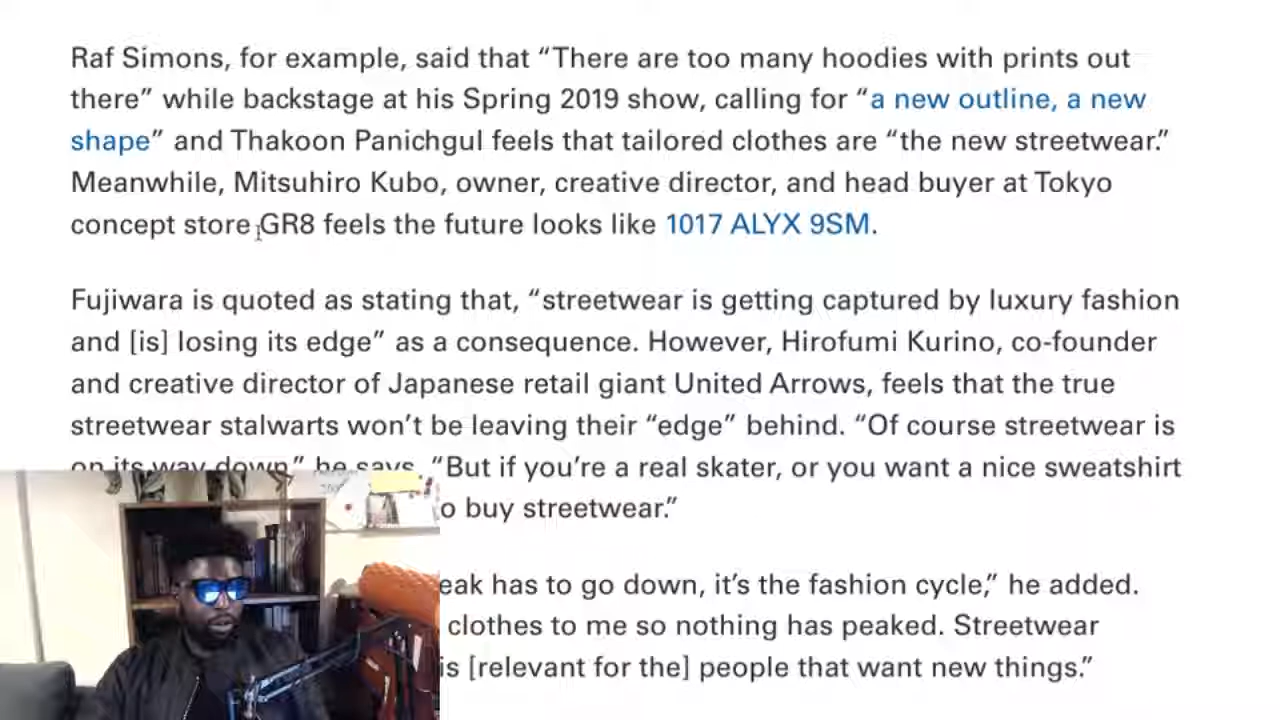 Raf Simons, for example, said that “There are too many hoodies with prints out
there” while backstage at his Spring 2019 show, calling for “a new outline, a new
shape” and Thakoon Panichgul feels that tailored clothes are “the new streetwear.”
Meanwhile, Mitsuhiro Kubo, owner, creative director, and head buyer at Tokyo
concept store GR8 feels the future looks like 1017 ALYX 9SM.
Fujiwara is quoted as stating that, “streetwear is getting captured by luxury fashion
and [is] losing its edge” as a consequence. However, Hirofumi Kurino, co-founder
and creative director of Japanese retail giant United Arrows, feels that the true
streetwear stalwarts won’t be leaving their “edge” behind. “Of course streetwear is
on its way down,” he says. “But if you’re a real skater, or you want a nice sweatshirt
o buy streetwear.”
eak has to go down, it’s the fashion cycle,” he added.
clothes to me so nothing has peaked. Streetwear
is [relevant for the] people that want new things.”